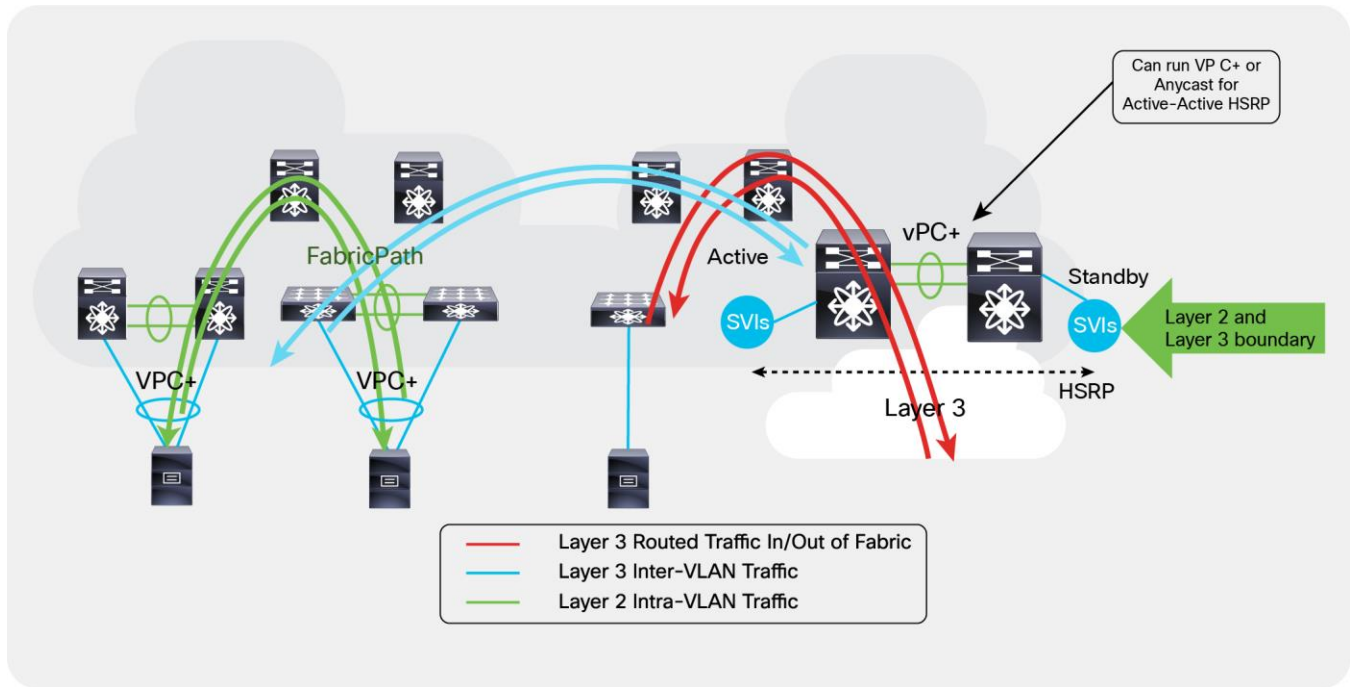 Can run VP C+ or
Anycast for
Active-Active HSRP
vPC+
FabricPath
Active
Standby
SVIs
SVIs
Layer 2 and
Layer 3 boundary
VPC+
VPC+
HSRP
Layer 3
Layer 3 Routed Traffic In/Out of Fabric
Layer 3 Inter-VLAN Traffic
Layer 2 Intra-VLAN Traffic